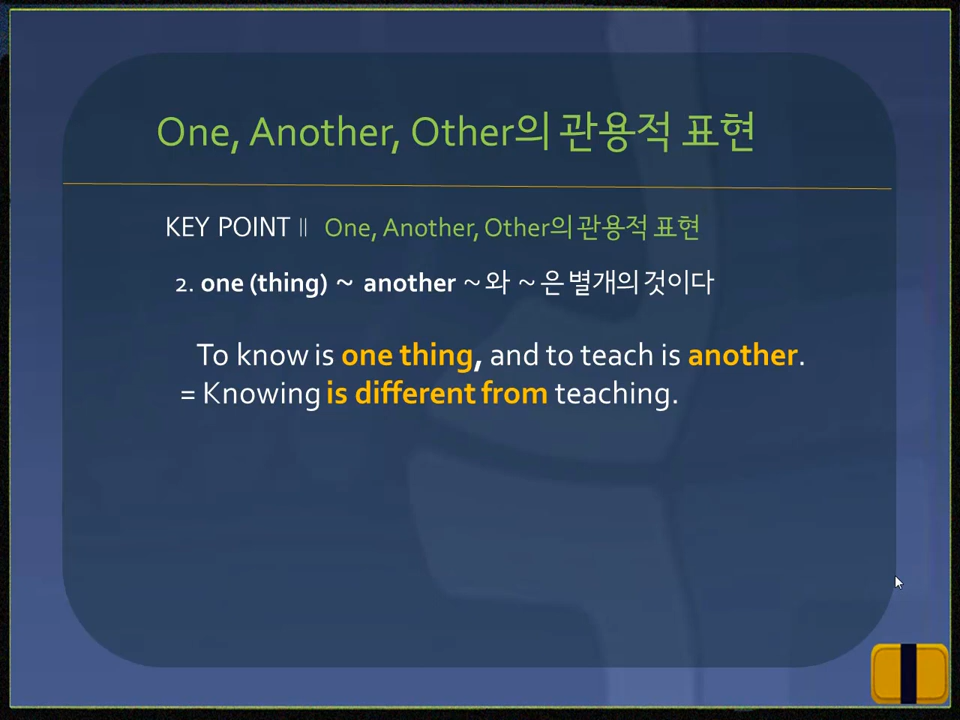 One, Another, Other의 관용적 표현
KEY POINT Ⅱ One, Another, Other의 관용적 표현
2. one (thing) ~ another ~ 와 ~ 은 별개의 것이다
To know is one thing, and to teach is another.
= Knowing is different from teaching.